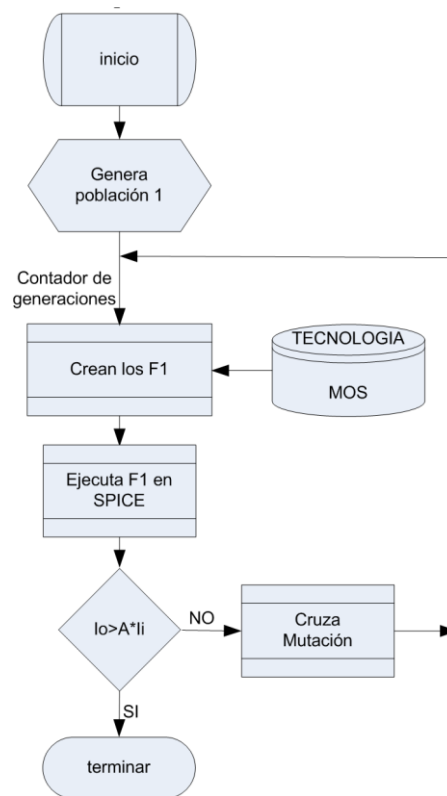 inicio
Genera
población 1
Contador de
generaciones
Crean los F1
TECNOLOGIA
MOS
Ejecuta F1 en
SPICE
Io>A*Ii
NO
Cruza
Mutación
SI
terminar